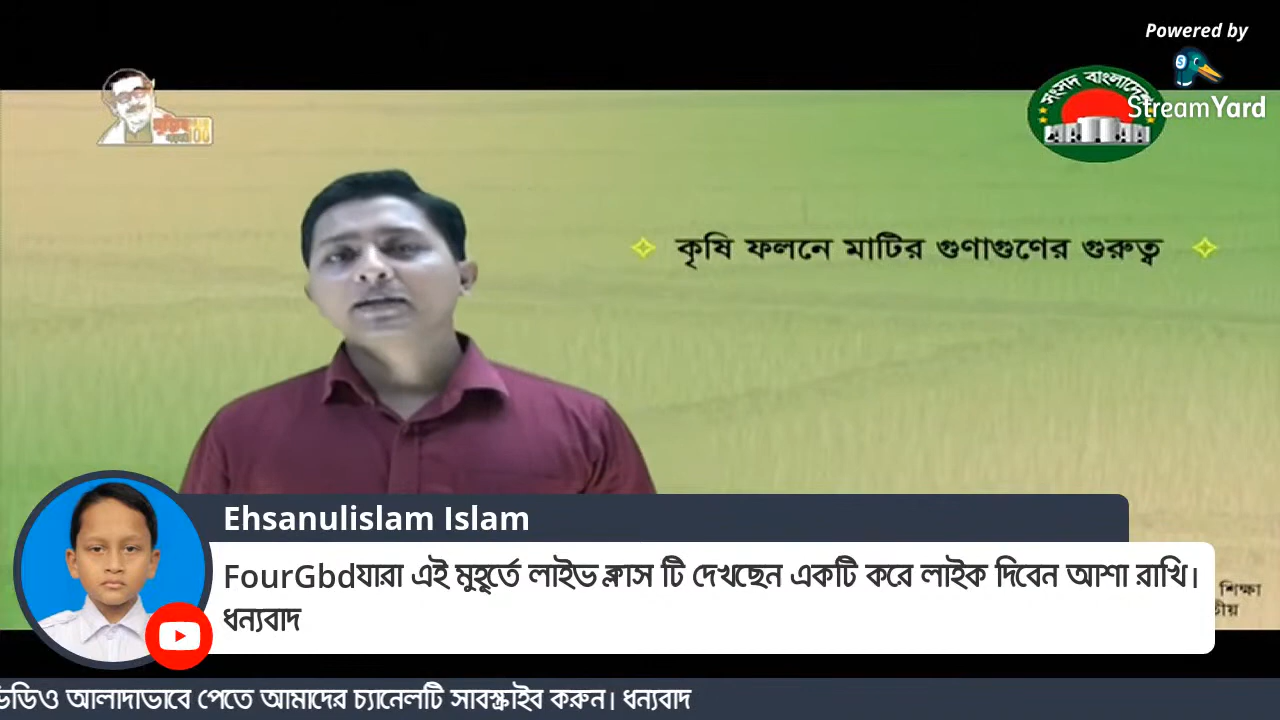 Powered by
StreamYard
সংসদ বাংলাদেশ
কৃষি ফলনে মাটির গুণাগুণের গুরুত্ব
Ehsanulislam Islam
FourGbdযারা এই মুহূর্তে লাইভ ক্লাস টি দেখছেন একটি করে লাইক দিবেন আশা রাখি।
ধন্যবাদ
শিক্ষা
আলাদাভাবে পেতে আমাদের চ্যানেলটি সাবস্ক্রাইব করুন। ধন্যবাদ